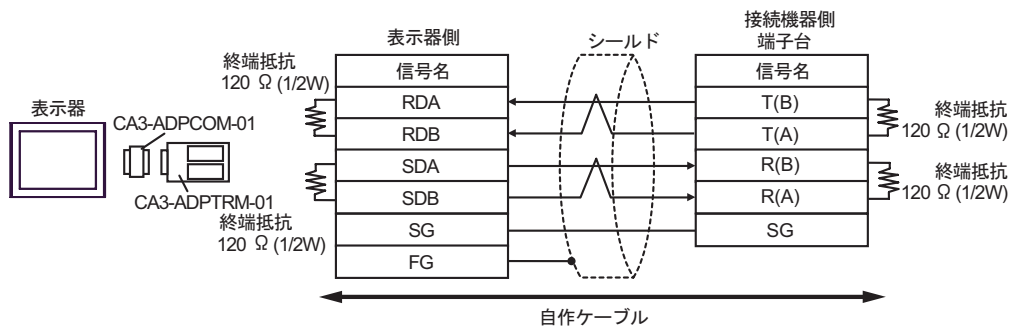 表示器
CA3-ADPCOM-01
CA3-ADPTRM-01
終端抵抗
120 Ω (1/2W)
終端抵抗
120 Ω (1/2W)
表示器側
信号名
RDA
RDB
SDA
SDB
SG
FG
シールド
接続機器側
端子台
信号名
T(B)
T(A)
R(B)
R(A)
SG
終端抵抗
120 Ω (1/2W)
終端抵抗
120 Ω (1/2W)
自作ケーブル